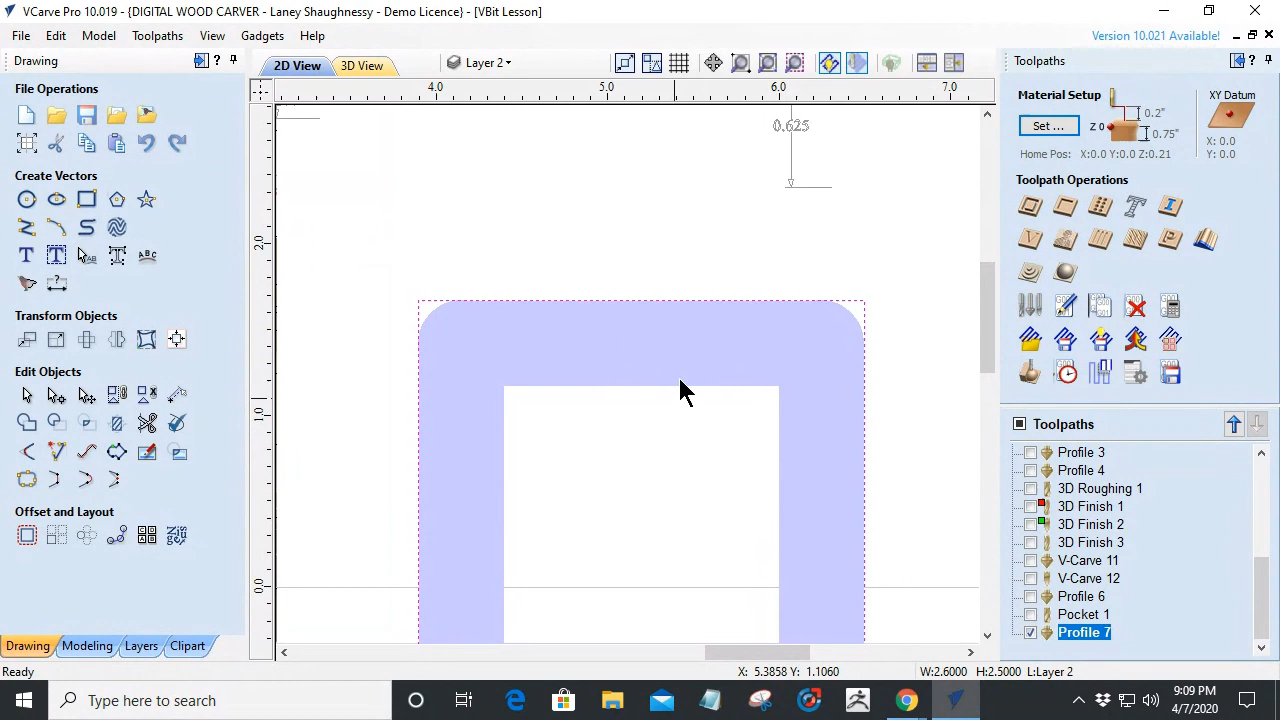 VCarve Pro 10.019 - {DIGITAL WOOD CARVER - Laney Shaughnessy - Demo Licence} - [VBit Lesson]
File Edit Model Toolpaths View Gadgets Help
Version 10.021 Available!
Drawing
File Operations
Create Vectors
Transform Objects
Edit Objects
Offset and Layout
Drawing Modeling Layers Clipart
2D View 3D View Layer 2
4.0 5.0 6.0 7.0
2.0
1.0
0.0
0.625
Toolpaths
Material Setup
Set ...
Z 0
0.2"
0.75"
Home Pos: X:0.0 Y:0.0 Z:0.21
XY Datum
X: 0.0
Y: 0.0
Toolpath Operations
Toolpaths
Profile 3
Profile 4
3D Roughing 1
3D Finish 1
3D Finish 2
3D Finish 3
V-Carve 11
V-Carve 12
Profile 6
Pocket 1
Profile 7
Ready
X: 5.3858 Y: 1.1060
W:2.6000 H:2.5000 L:Layer 2
Type here to search
9:09 PM
4/7/2020